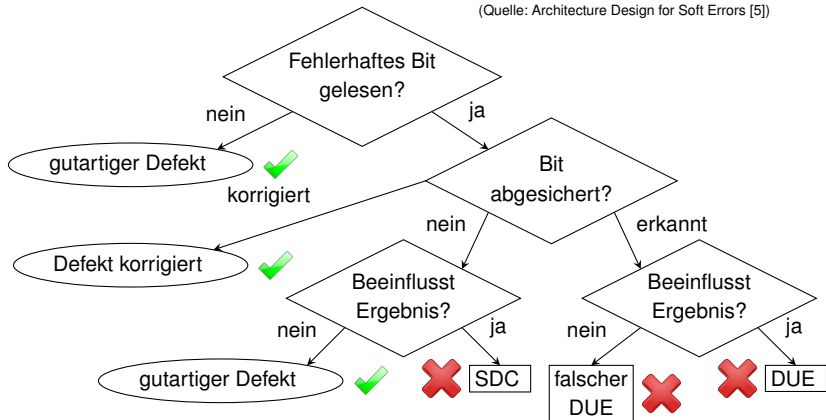 (Quelle: Architecture Design for Soft Errors [5])
Fehlerhaftes Bit
gelesen?
nein
ja
gutartiger Defekt
korrigiert
Bit
abgesichert?
nein
erkannt
Defekt korrigiert
Beeinflusst
Ergebnis?
Beeinflusst
Ergebnis?
nein
ja
nein
ja
gutartiger Defekt
SDC
falscher
DUE
DUE